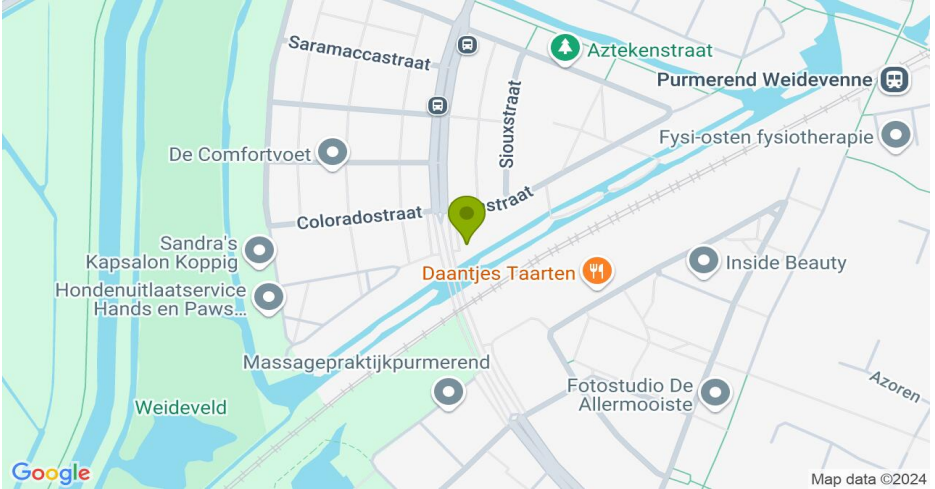 Saramaccastraat
Aztekenstraat
Purmerend Weidevenne
Siouxstraat
Fysi-osten fysiotherapie
De Comfortvoet
straat
Coloradostraat
Sandra's
Kapsalon Koppig
Daantjes Taarten
Inside Beauty
Hondenuitlaatservice
Hands en Paws...
Massagepraktijkpurmerend
Fotostudio De
Allermooiste
Azoren
Weideveld
Google
Map data ©2024